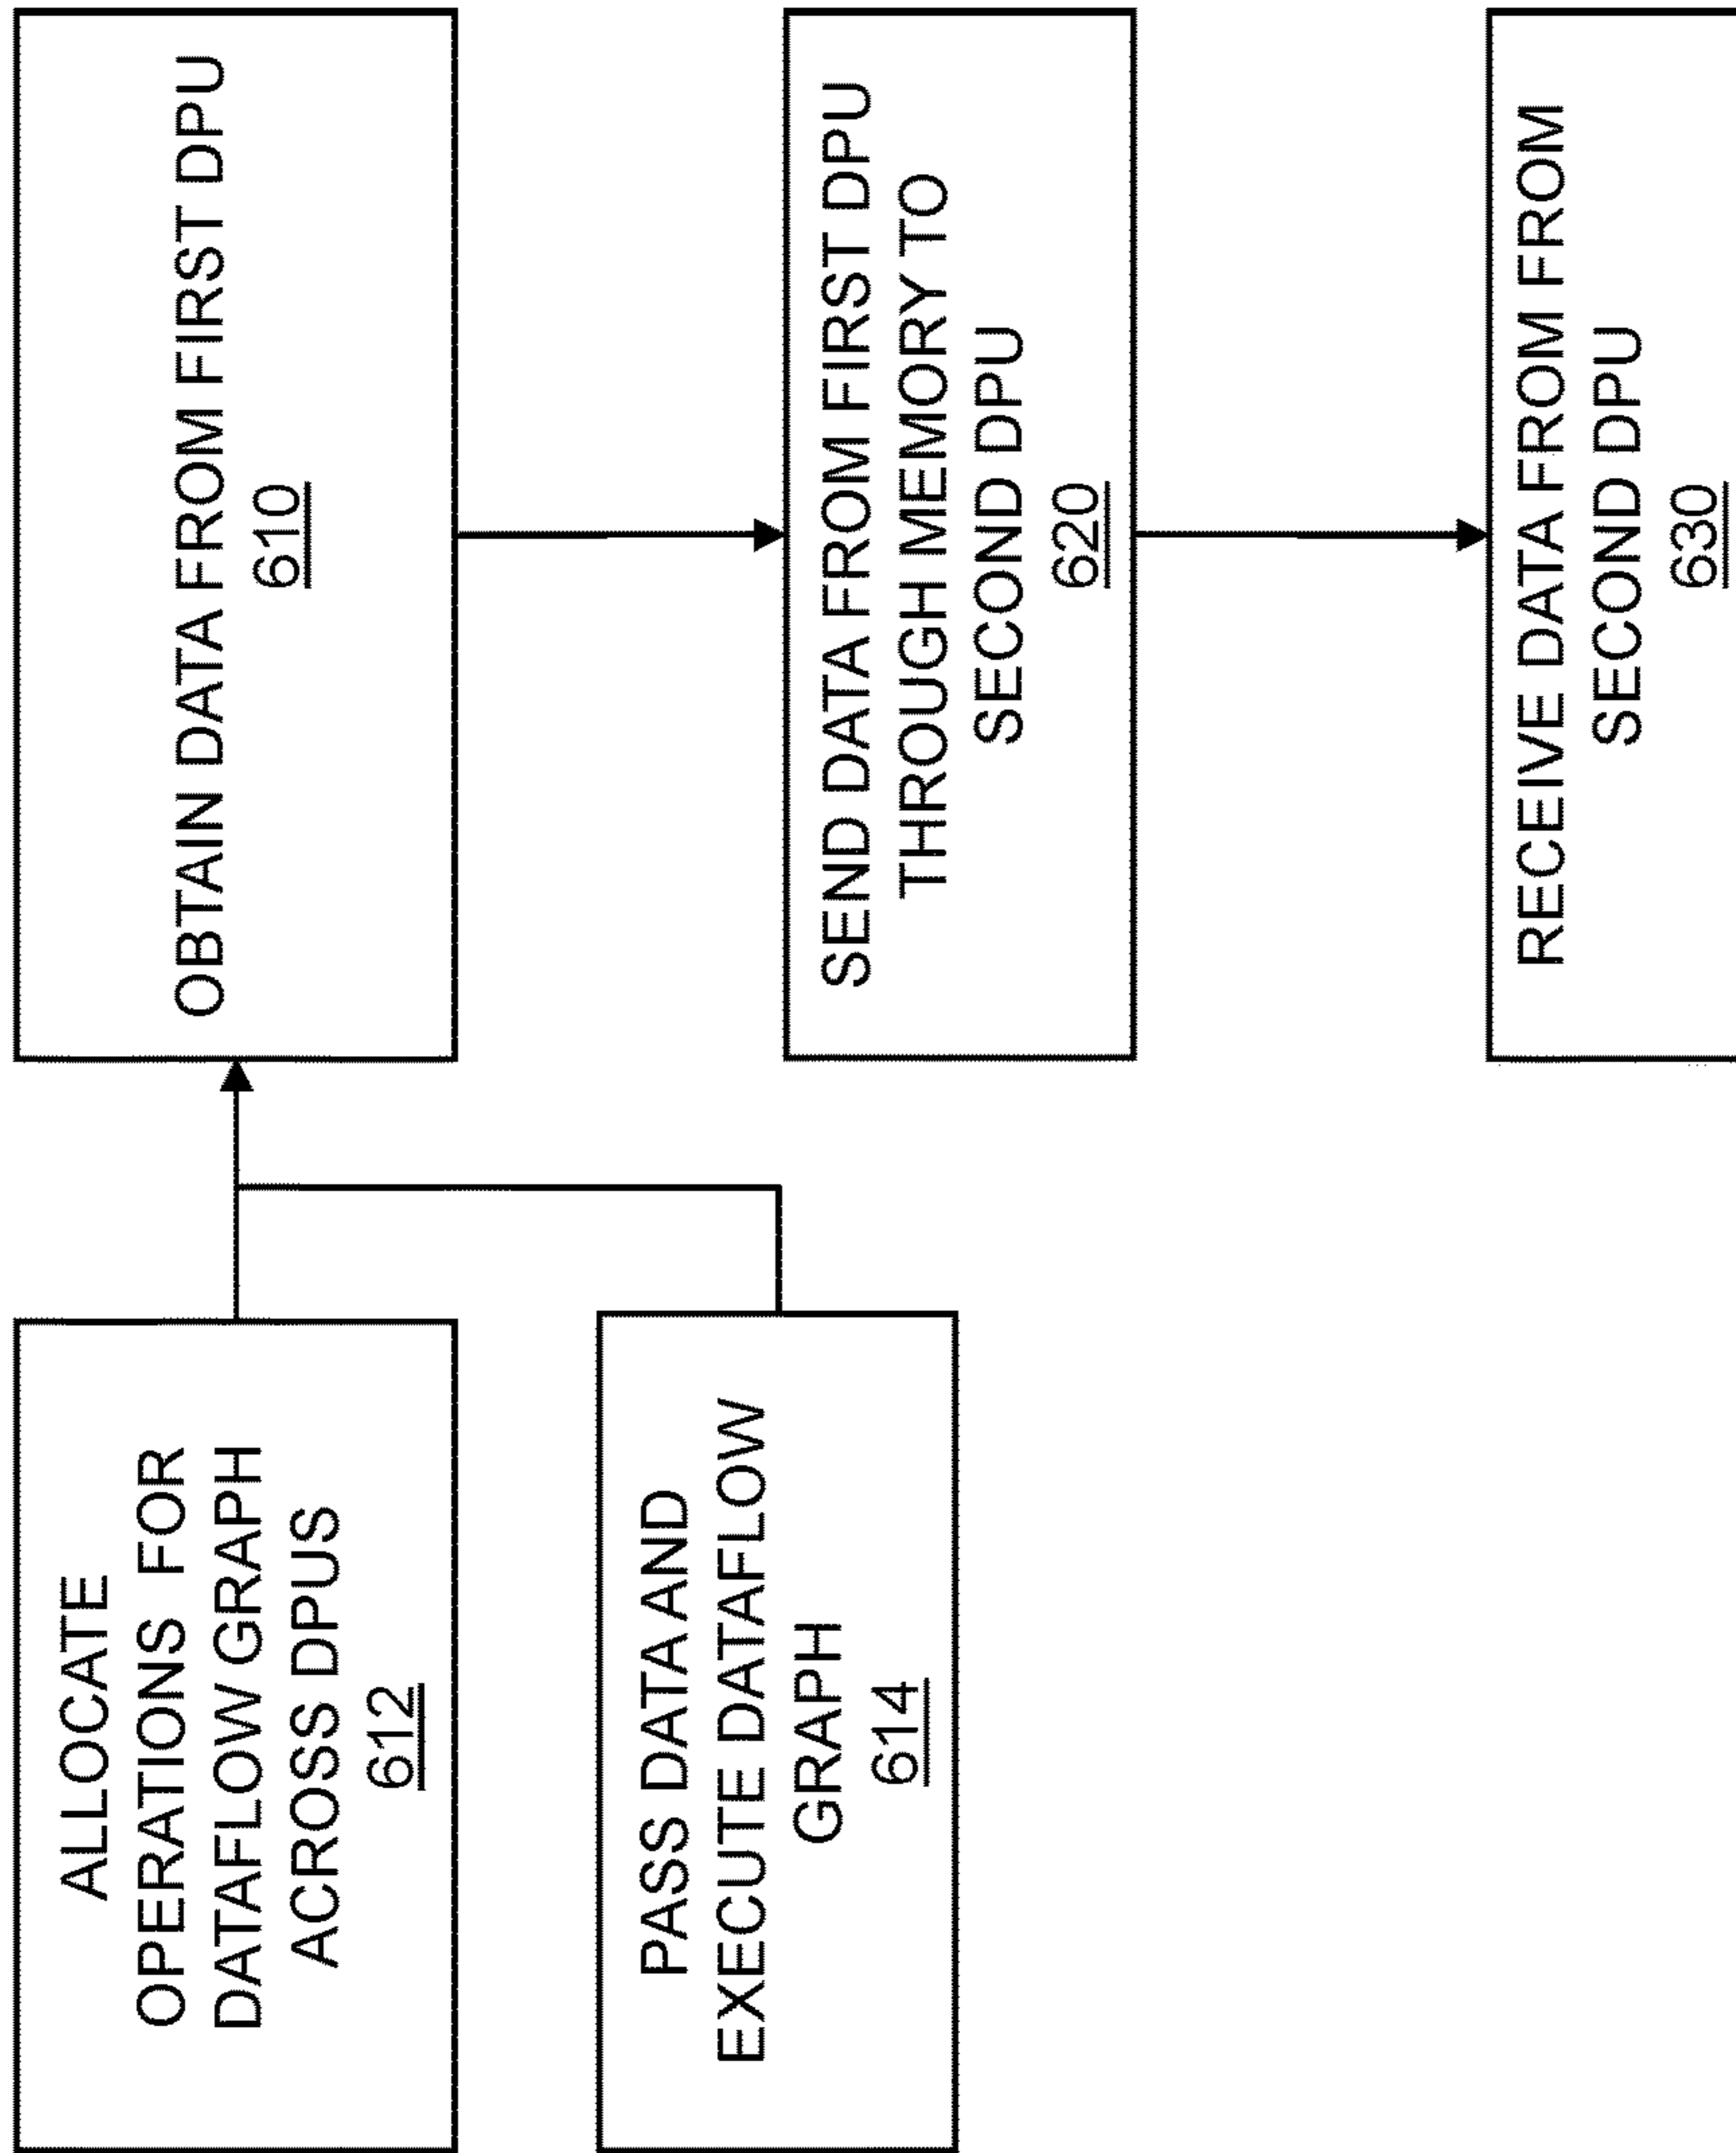 OBTAIN DATA FROM FIRST DPU
610
SEND DATA FROM FIRST DPU
THROUGH MEMORY TO
SECOND DPU
620
RECEIVE DATA FROM FROM
SECOND DPU
630
ALLOCATE
OPERATIONS FOR
DATAFLOW GRAPH
ACROSS DPUS
612
PASS DATA AND
EXECUTE DATAFLOW
GRAPH
614